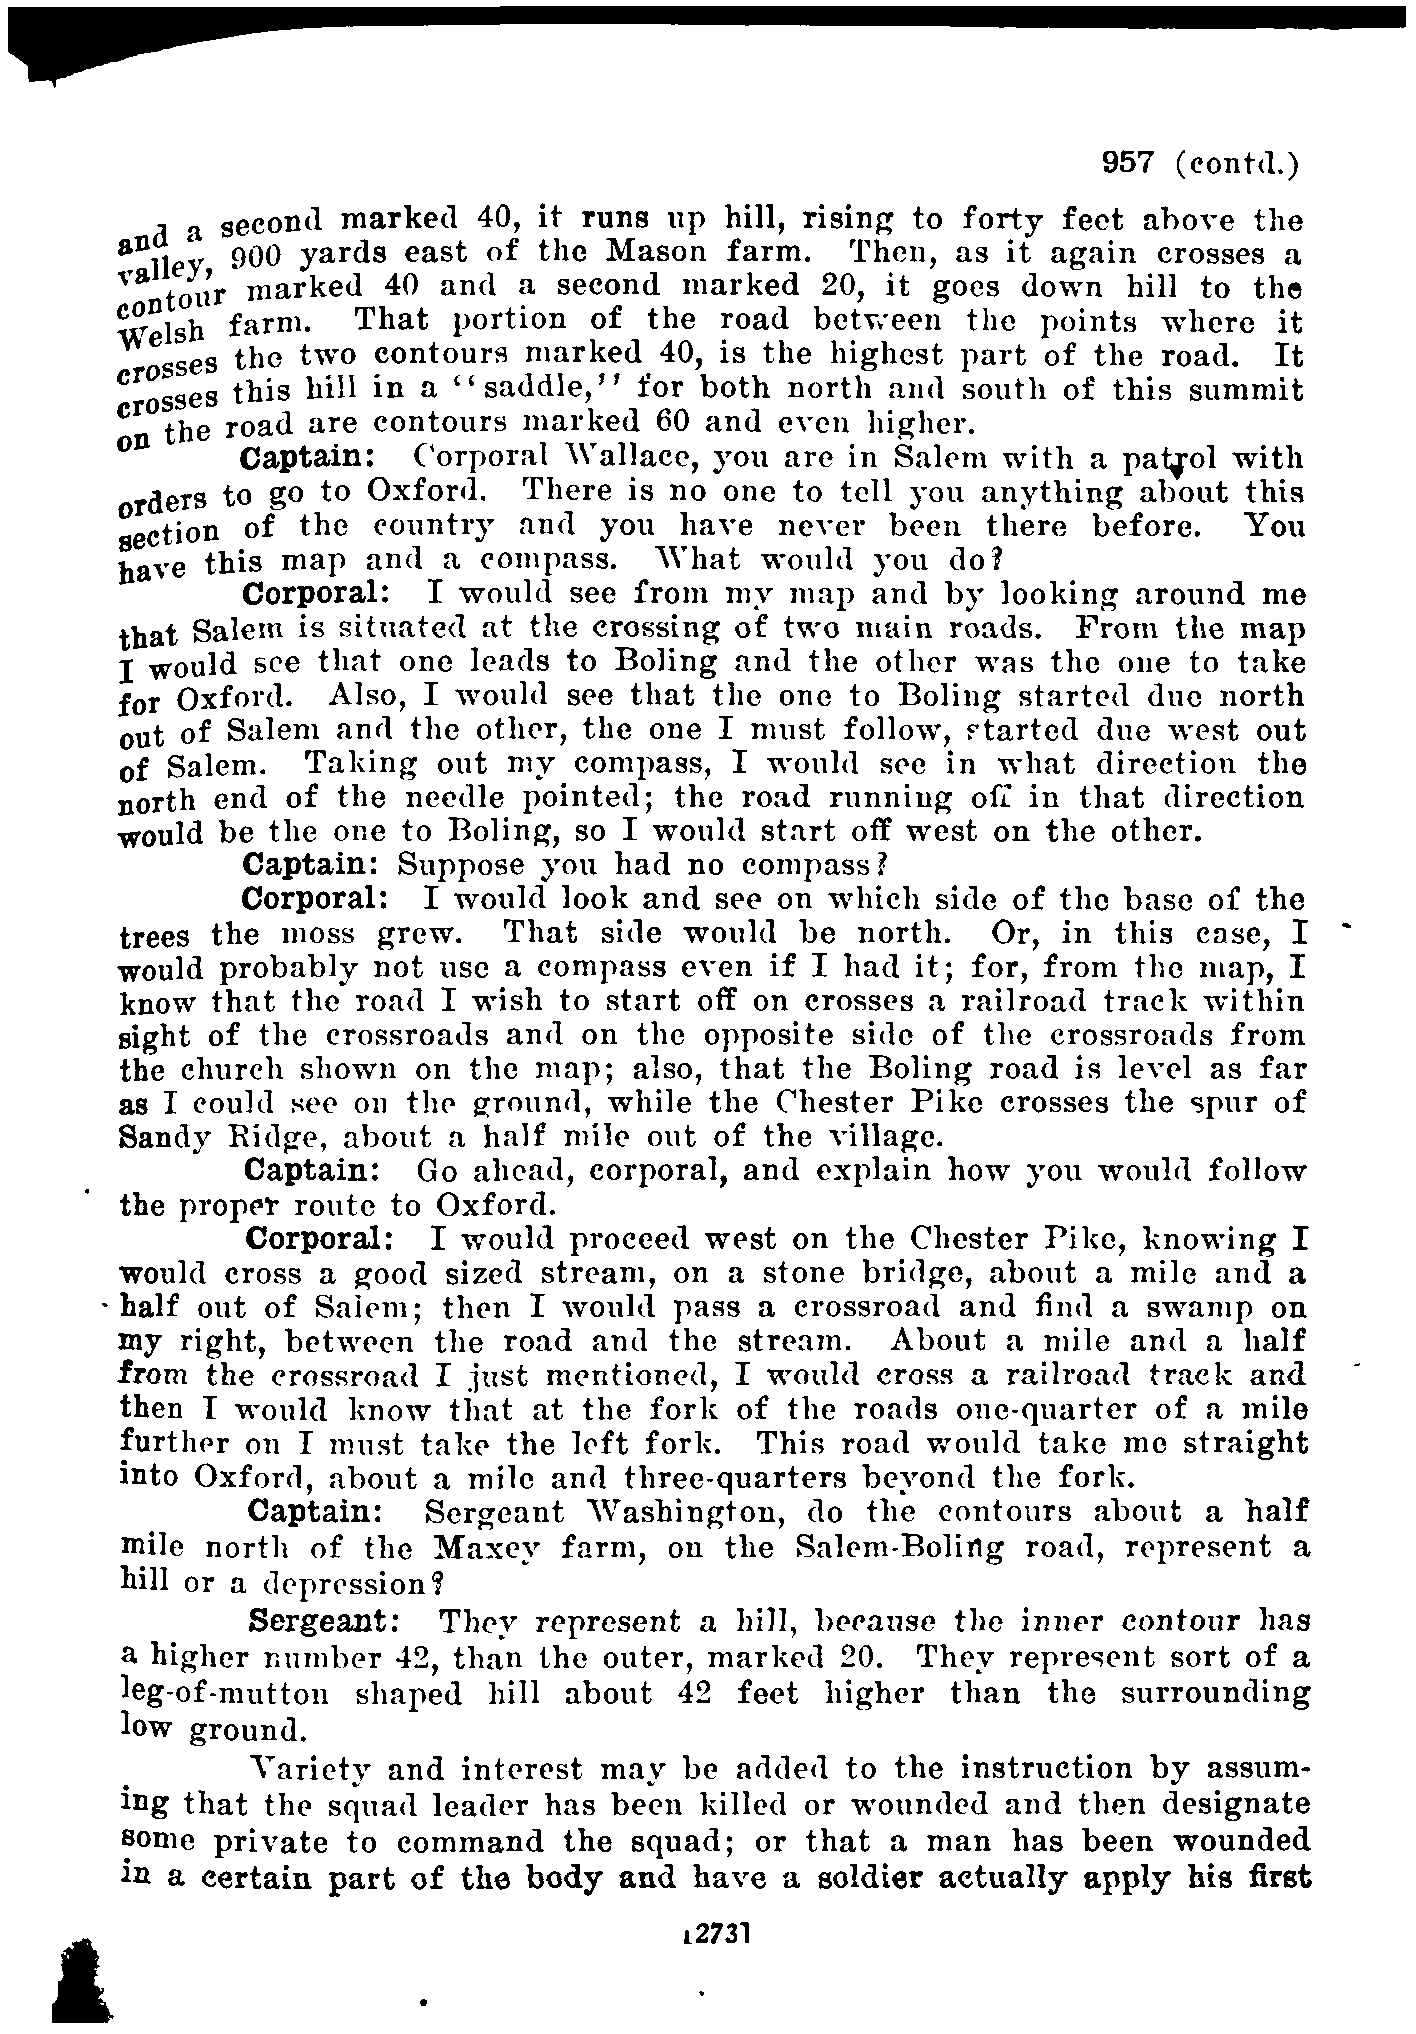 957 (contd.)
and a second marked 40, it runs up hill, rising to forty feet above the
valley, 900 yards east of the Mason farm. Then, as it again crosses a
contour marked 40 and a second marked 20, it goes down hill to the
Welsh farm. That portion of the road between the points where it
crosses the two contours marked 40, is the highest part of the road. It
crosses this hill in a "saddle," for both north and south of this summit
on the road are contours marked 60 and even higher.
Captain: Corporal Wallace, you are in Salem with a patrol with
orders to go to Oxford. There is no one to tell you anything about this
section of the country and you have never been there before. You
have this map and a compass. What would you do?
Corporal: I would see from my map and by looking around me
that Salem is situated at the crossing of two main roads. From the map
I would see that one leads to Boling and the other was the one to take
for Oxford. Also, I would see that the one to Boling started due north
out of Salem and the other, the one I must follow, started due west out
of Salem. Taking out my compass, I would see in what direction the
north end of the needle pointed; the road running off in that direction
would be the one to Boling, so I would start off west on the other.
Captain: Suppose you had no compass?
Corporal: I would look and see on which side of the base of the
trees the moss grew. That side would be north. Or, in this case, I
would probably not use a compass even if I had it; for, from the map, I
know that the road I wish to start off on crosses a railroad track within
sight of the crossroads and on the opposite side of the crossroads from
the church shown on the map; also, that the Boling road is level as far
as I could see on the ground, while the Chester Pike crosses the spur of
Sandy Ridge, about a half mile out of the village.
Captain: Go ahead, corporal, and explain how you would follow
the proper route to Oxford.
Corporal: I would proceed west on the Chester Pike, knowing I
would cross a good sized stream, on a stone bridge, about a mile and a
half out of Salem; then I would pass a crossroad and find a swamp on
my right, between the road and the stream. About a mile and a half
from the crossroad I just mentioned, I would cross a railroad track and
then I would know that at the fork of the roads one-quarter of a mile
further on I must take the left fork. This road would take me straight
into Oxford, about a mile and three-quarters beyond the fork.
Captain: Sergeant Washington, do the contours about a half
mile north of the Maxey farm, on the Salem-Boling road, represent a
hill or a depression?
Sergeant: They represent a hill, because the inner contour has
a higher number 42, than the outer, marked 20. They represent sort of a
leg-of-mutton shaped hill about 42 feet higher than the surrounding
low ground.
Variety and interest may be added to the instruction by assum-
ing that the squad leader has been killed or wounded and then designate
some private to command the squad; or that a man has been wounded
in a certain part of the body and have a soldier actually apply his first
[273]